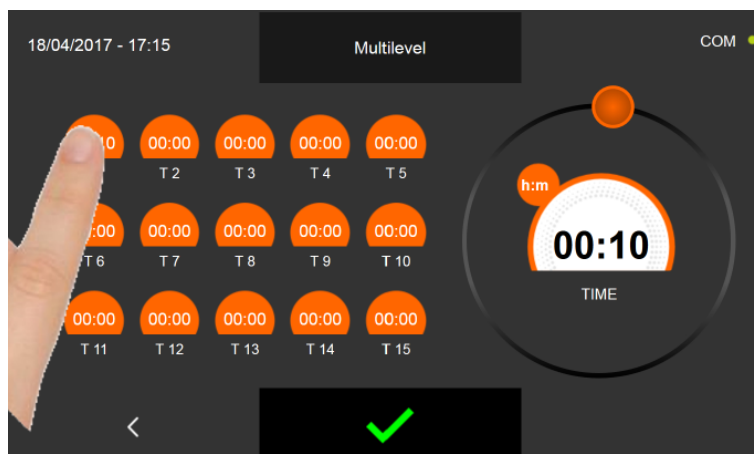 18/04/2017 - 17:15
Multilevel
COM
00:00 00:00 00:00 00:00
T 2 T 3 T 4 T 5
h:m
00:10
TIME
00:00 00:00 00:00 00:00
T 6 T 7 T 8 T 9 T 10
00:00 00:00 00:00 00:00 00:00
T 11 T 12 T 13 T 14 T 15